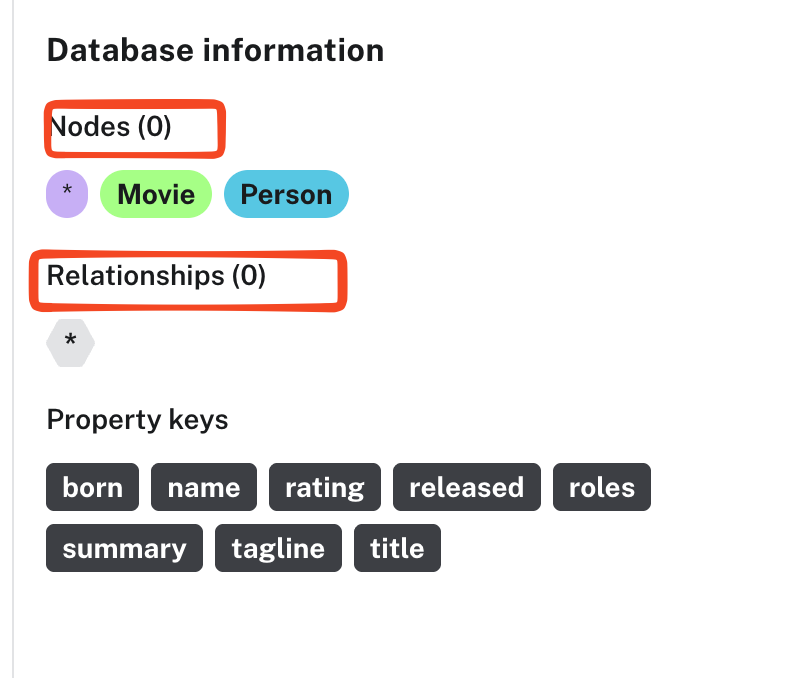 Database information
Nodes (0)
* Movie Person
Relationships (0)
*
Property keys
born name rating released roles
summary tagline title